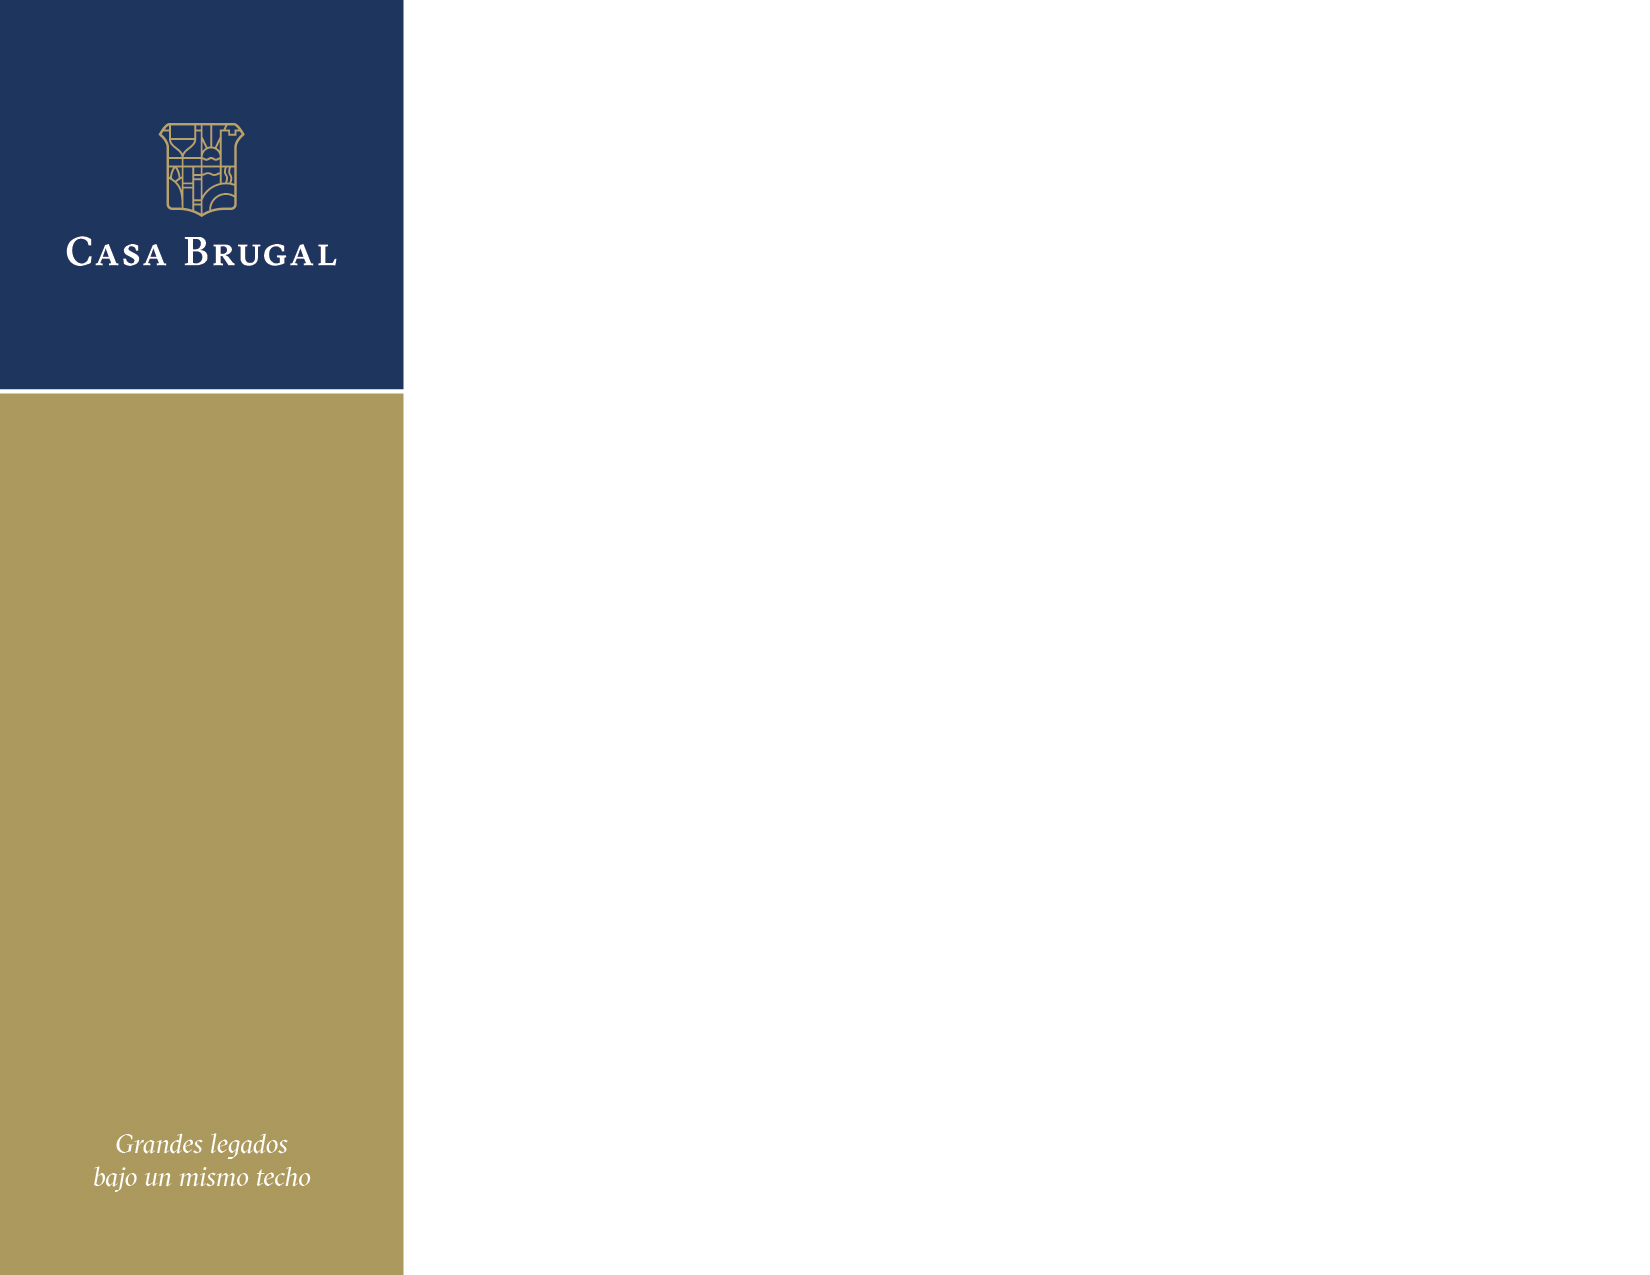 Casa Brugal
Grandes legados
bajo un mismo techo